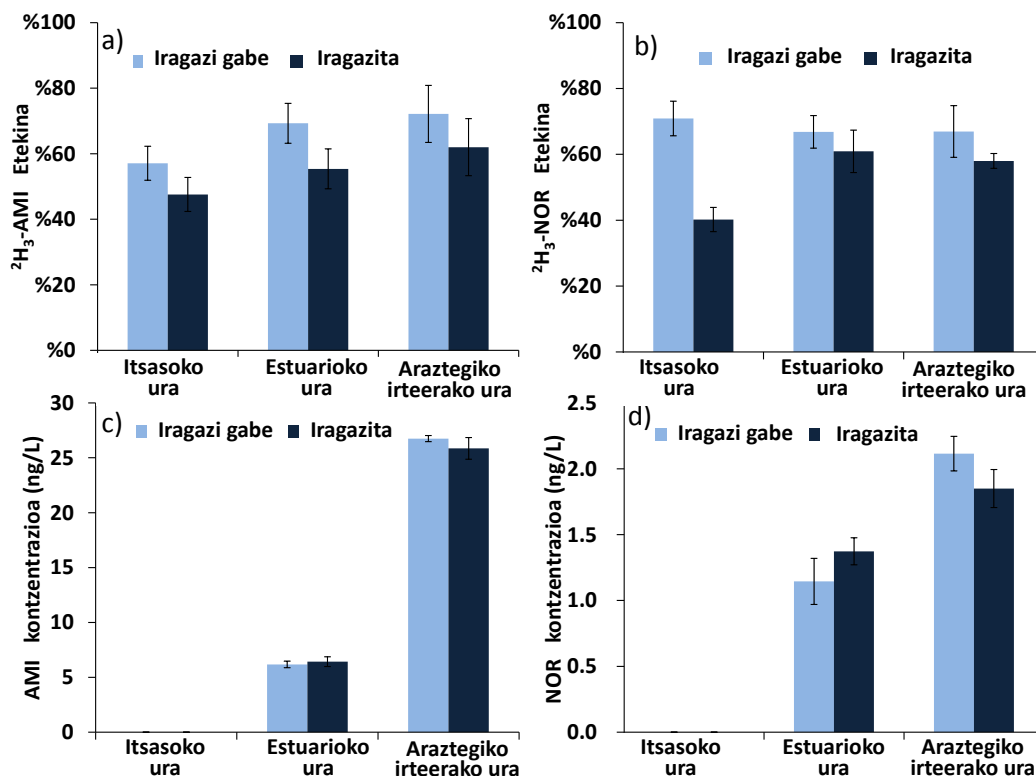 a)
Iragazi gabe
Iragazita
²H₃-AMI Etekina
%100
%80
%60
%40
%20
%0
Itsasoko ura
Estuarioko ura
Araztegiko irteerako ura
b)
Iragazi gabe
Iragazita
²H₃-NOR Etekina
%100
%80
%60
%40
%20
%0
Itsasoko ura
Estuarioko ura
Araztegiko irteerako ura
c)
Iragazi gabe
Iragazita
AMI kontzentrazioa (ng/L)
30
25
20
15
10
5
0
Itsasoko ura
Estuarioko ura
Araztegiko irteerako ura
d)
Iragazi gabe
Iragazita
NOR kontzentrazioa (ng/L)
2.5
2.0
1.5
1.0
0.5
0.0
Itsasoko ura
Estuarioko ura
Araztegiko irteerako ura